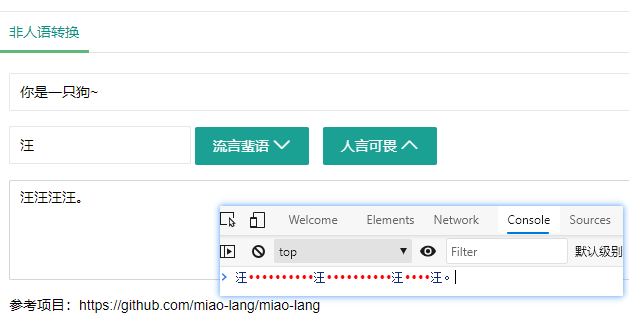 非人语转换
你是一只狗~
汪
流言蜚语
人言可畏
汪汪汪汪。
Welcome Elements Network Console Sources
top Filter 默认级别
汪••••••••••汪••••••••••汪••••汪。
参考项目：https://github.com/miao-lang/miao-lang